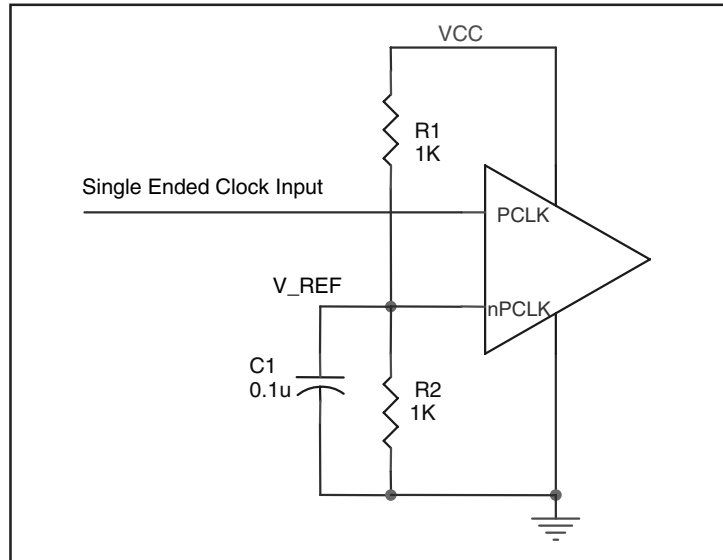 VCC
R1
1K
Single Ended Clock Input
PCLK
V_REF
nPCLK
C1
0.1u
R2
1K